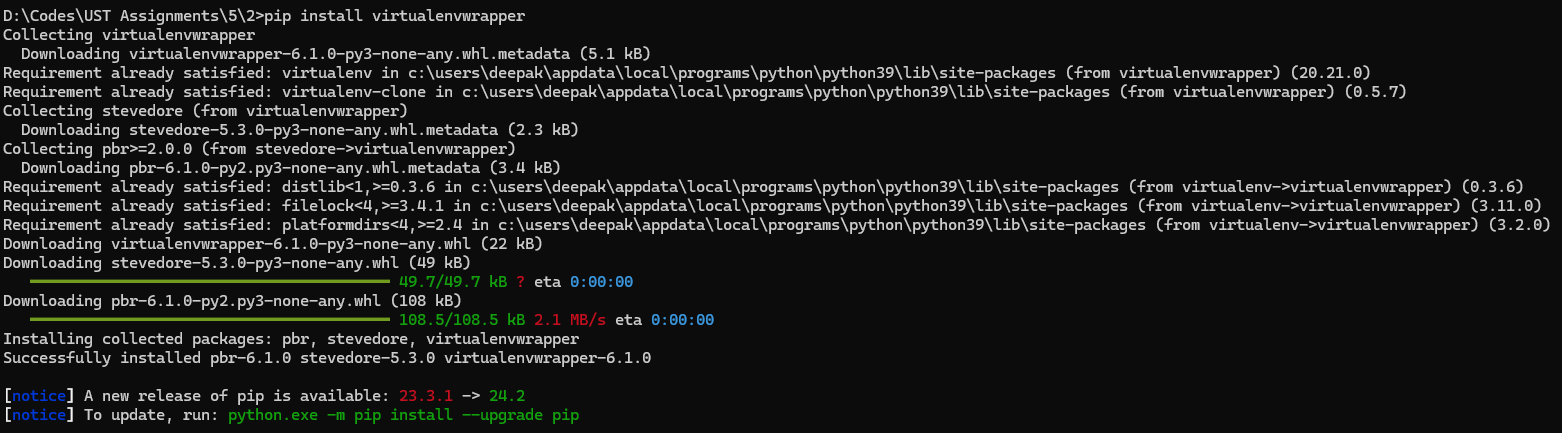 D:\Codes\UST Assignments\5\2>pip install virtualenvwrapper
Collecting virtualenvwrapper
  Downloading virtualenvwrapper-6.1.0-py3-none-any.whl.metadata (5.1 kB)
Requirement already satisfied: virtualenv in c:\users\deepak\appdata\local\programs\python\python39\lib\site-packages (from virtualenvwrapper) (20.21.0)
Requirement already satisfied: virtualenv-clone in c:\users\deepak\appdata\local\programs\python\python39\lib\site-packages (from virtualenvwrapper) (0.5.7)
Collecting stevedore (from virtualenvwrapper)
  Downloading stevedore-5.3.0-py3-none-any.whl.metadata (2.3 kB)
Collecting pbr>=2.0.0 (from stevedore->virtualenvwrapper)
  Downloading pbr-6.1.0-py2.py3-none-any.whl.metadata (3.4 kB)
Requirement already satisfied: distlib<1,>=0.3.6 in c:\users\deepak\appdata\local\programs\python\python39\lib\site-packages (from virtualenv->virtualenvwrapper) (0.3.6)
Requirement already satisfied: filelock<4,>=3.4.1 in c:\users\deepak\appdata\local\programs\python\python39\lib\site-packages (from virtualenv->virtualenvwrapper) (3.11.0)
Requirement already satisfied: platformdirs<4,>=2.4 in c:\users\deepak\appdata\local\programs\python\python39\lib\site-packages (from virtualenv->virtualenvwrapper) (3.2.0)
Downloading virtualenvwrapper-6.1.0-py3-none-any.whl (22 kB)
Downloading stevedore-5.3.0-py3-none-any.whl (49 kB)
49.7/49.7 kB ? eta 0:00:00
Downloading pbr-6.1.0-py2.py3-none-any.whl (108 kB)
108.5/108.5 kB 2.1 MB/s eta 0:00:00
Installing collected packages: pbr, stevedore, virtualenvwrapper
Successfully installed pbr-6.1.0 stevedore-5.3.0 virtualenvwrapper-6.1.0
[notice] A new release of pip is available: 23.3.1 -> 24.2
[notice] To update, run: python.exe -m pip install --upgrade pip